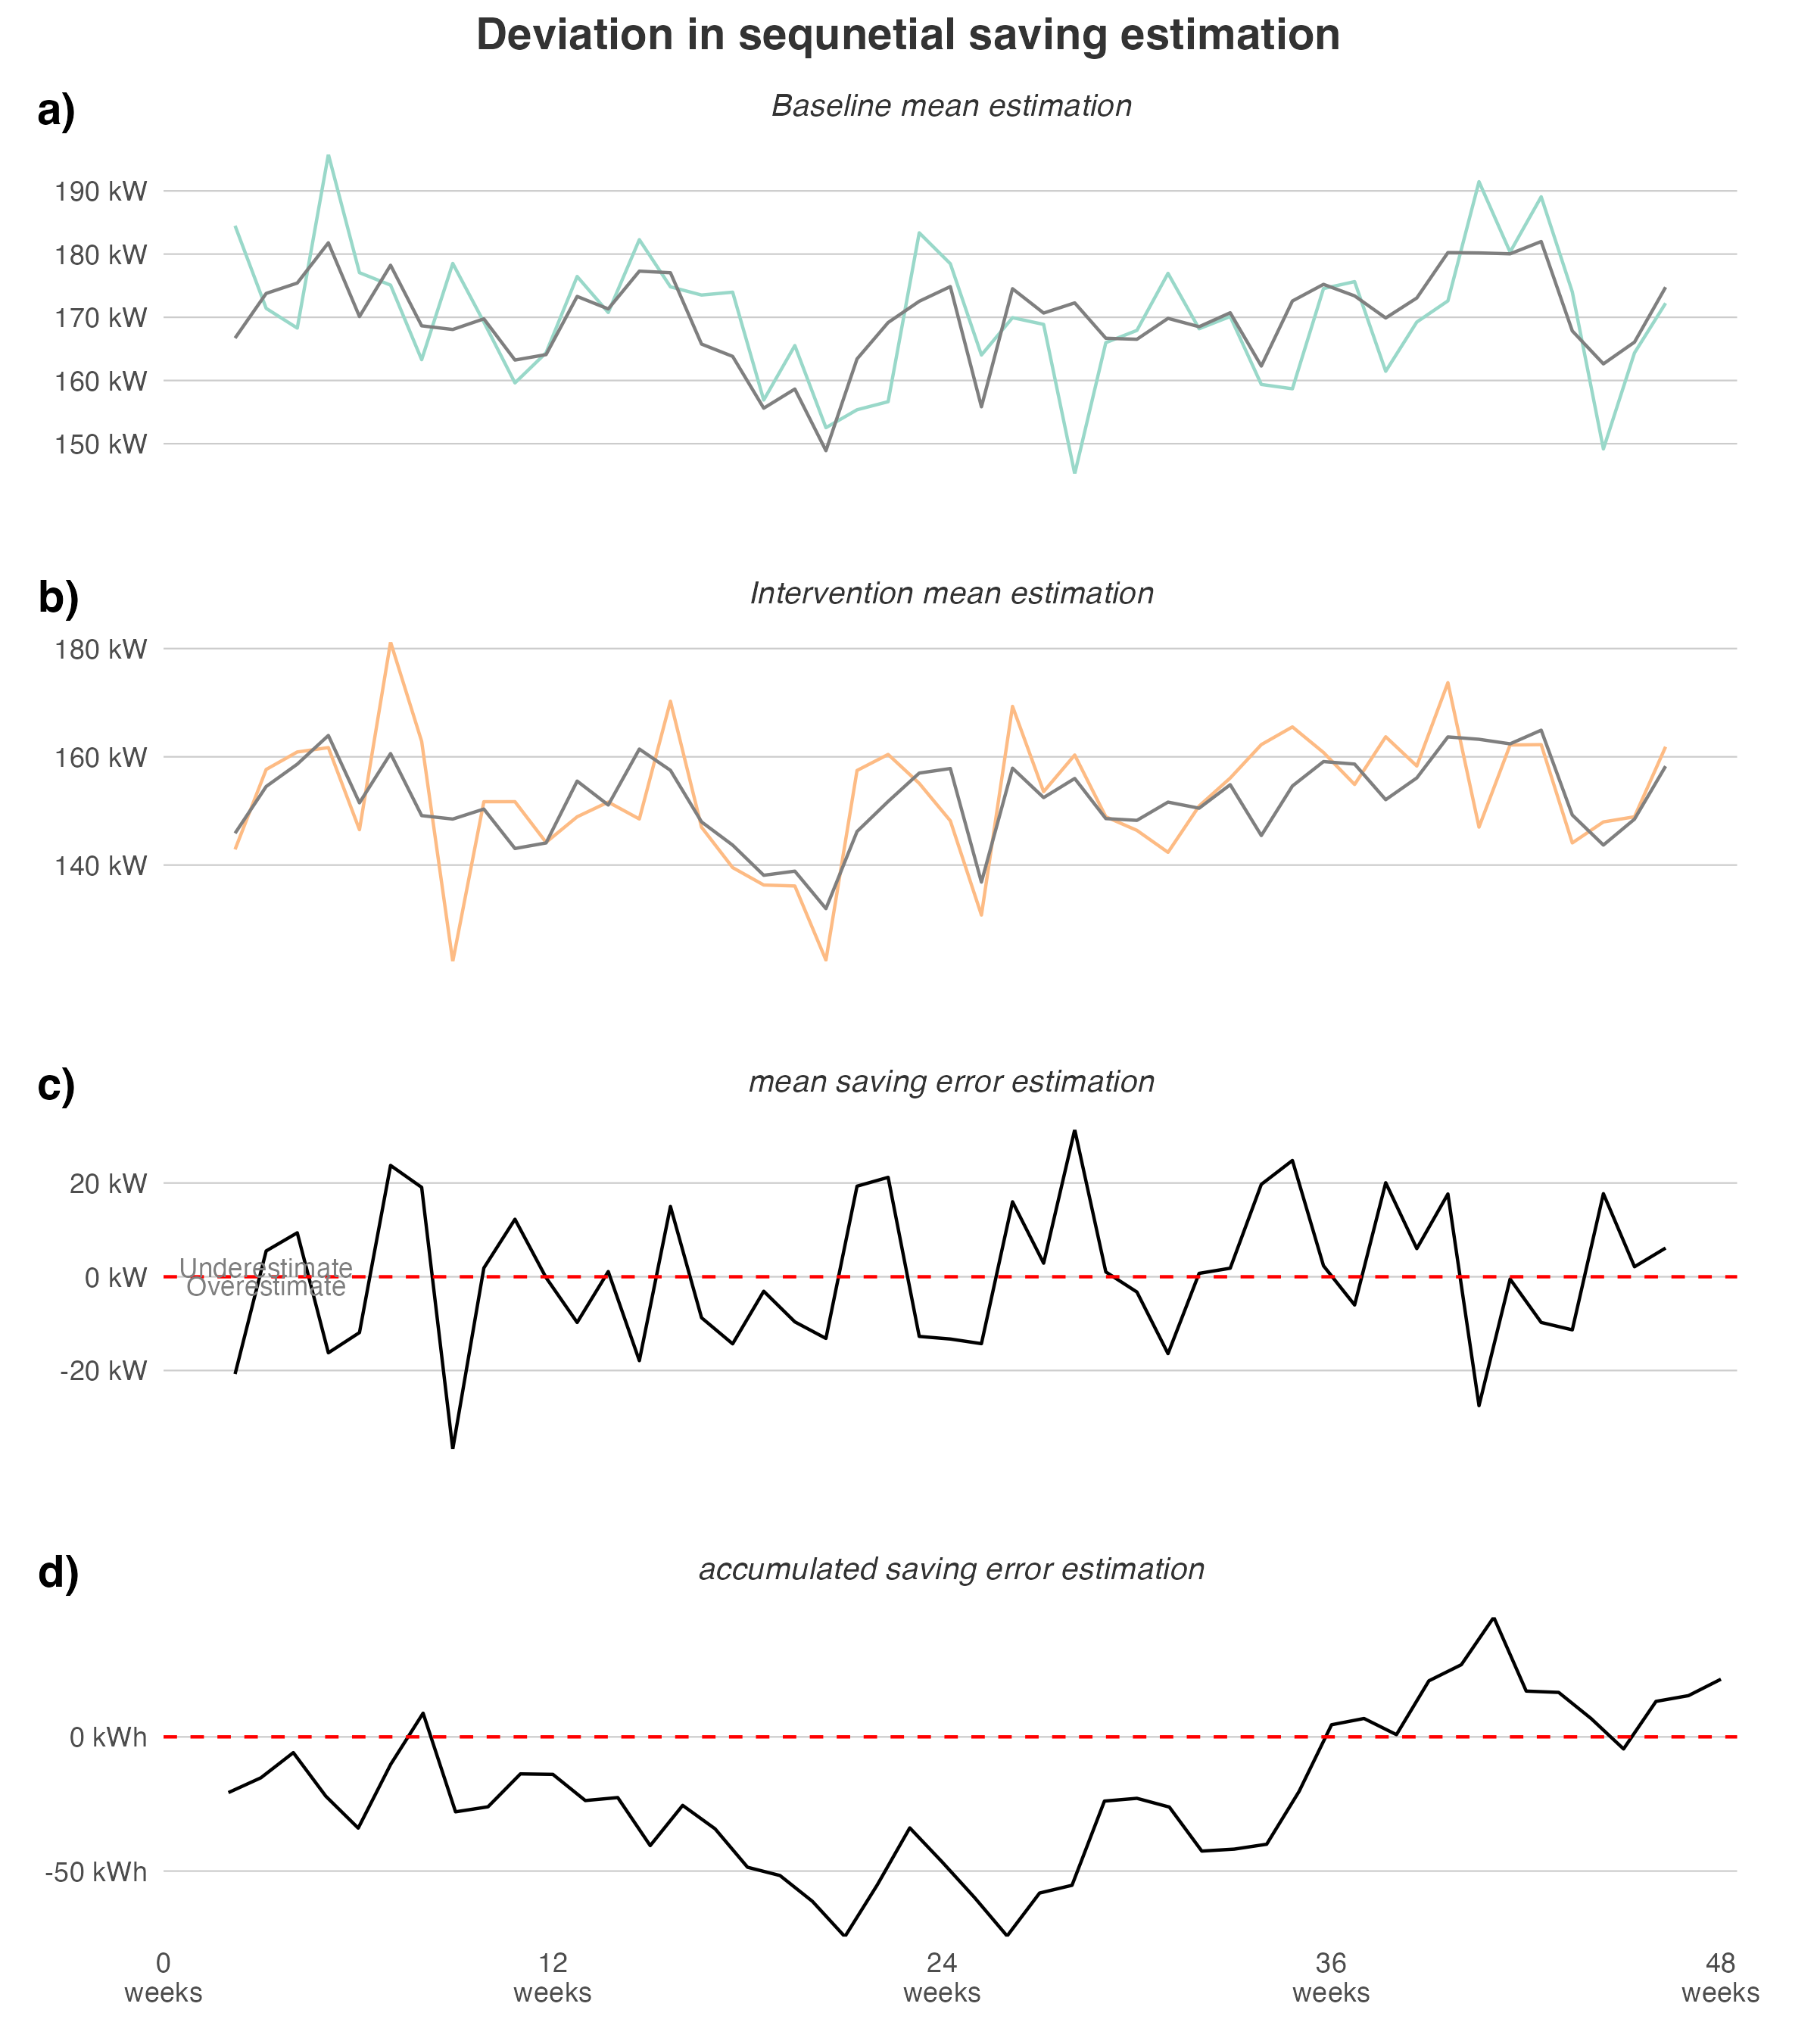 Deviation in sequnetial saving estimation
a)
Baseline mean estimation
190 kW
180 kW
170 kW
160 kW
150 kW
b)
Intervention mean estimation
180 kW
160 kW
140 kW
c)
mean saving error estimation
20 kW
Underestimate
0 kW
Overestimate
-20 kW
d)
accumulated saving error estimation
0 kWh
-50 kWh
0 12 24 36 48
weeks weeks weeks weeks weeks